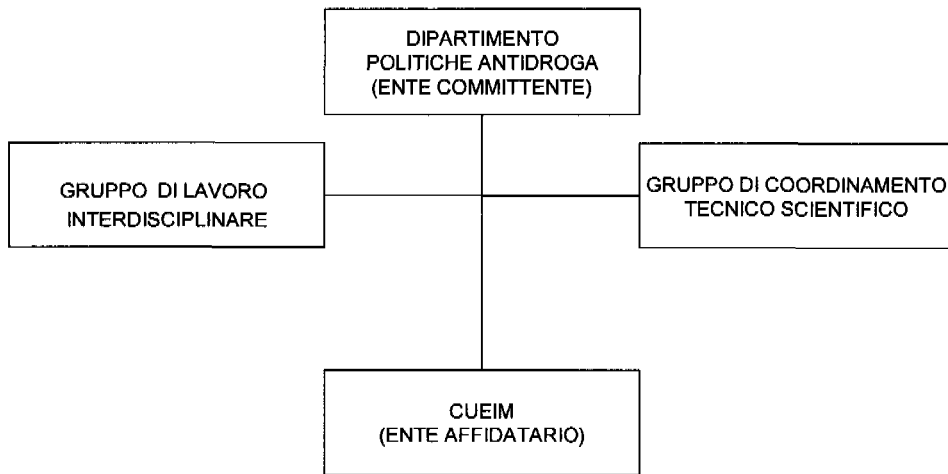 DIPARTIMENTO
POLITICHE ANTIDROGA
(ENTE COMMITTENTE)
GRUPPO DI LAVORO
INTERDISCIPLINARE
GRUPPO DI COORDINAMENTO
TECNICO SCIENTIFICO
CUEIM
(ENTE AFFIDATARIO)